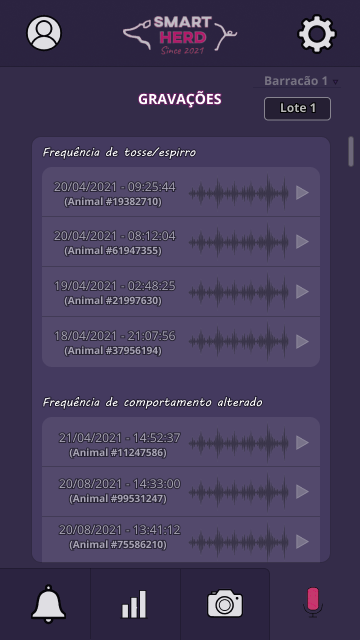 SMART
HERD
Since 2021
Barracão 1
GRAVAÇÕES
Lote 1
Frequência de tosse/espirro
20/04/2021 - 09:25:44
(Animal #19382710)
20/04/2021 - 08:12:04
(Animal #61947355)
19/04/2021 - 02:48:25
(Animal #21997630)
18/04/2021 - 21:07:56
(Animal #37956194)
Frequência de comportamento alterado
21/04/2021 - 14:52:37
(Animal #11247586)
20/08/2021 - 14:33:00
(Animal #99531247)
20/08/2021 - 13:41:12
(Animal #75586210)